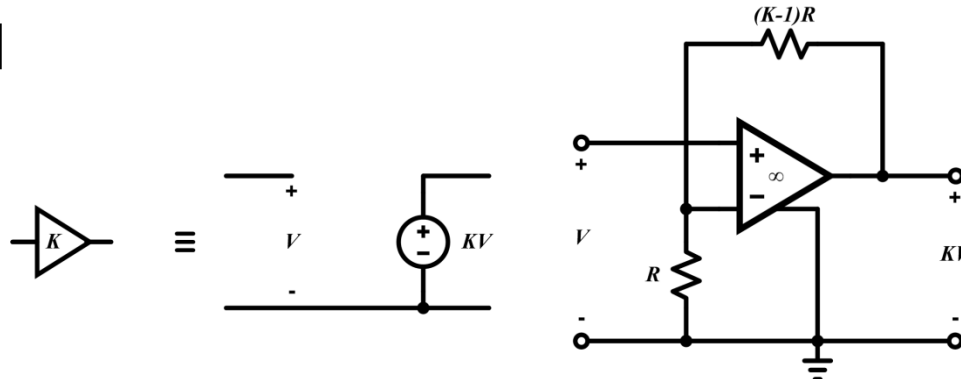 (K-1)R
+
+
∞
+
+
+
K
≡
V
+
-
KV
-
V
KV
R
-
-
-